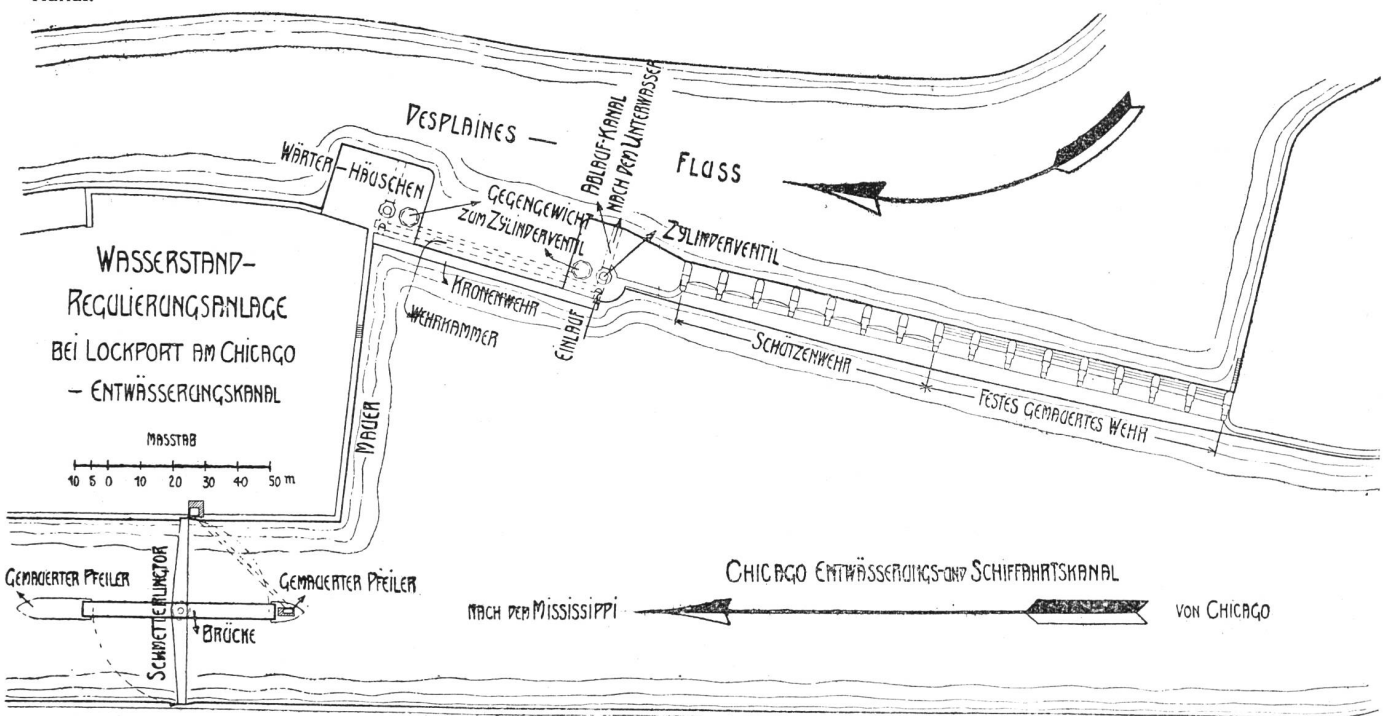 DESPLAINES — FLUSS
WÄRTER-HÄUSCHEN
GEGENGEWICHT
ZUM ZYLINDERVENTIL
ABLAUF-KANAL
NACH DEM UNTERWASSER
ZYLINDERVENTIL
WASSERSTAND-
REGULIERUNGSANLAGE
BEI LOCKPORT AM CHICAGO
— ENTWÄSSERUNGSKANAL
MASSTAB
10 5 0 10 20 30 40 50 m
KRONENWEHR
WEHRKAMMER
EINLAUF
SCHÜTZENWEHR
FESTES GEMAUERTES WEHR
MAUER
SCHMETTERLINGTOR
GEMAUERTER PFEILER
GEMAUERTER PFEILER
BRÜCKE
CHICAGO ENTWÄSSERUNGS- UND SCHIFFAHRTSKANAL
NACH DEM MISSISSIPPI
VON CHICAGO